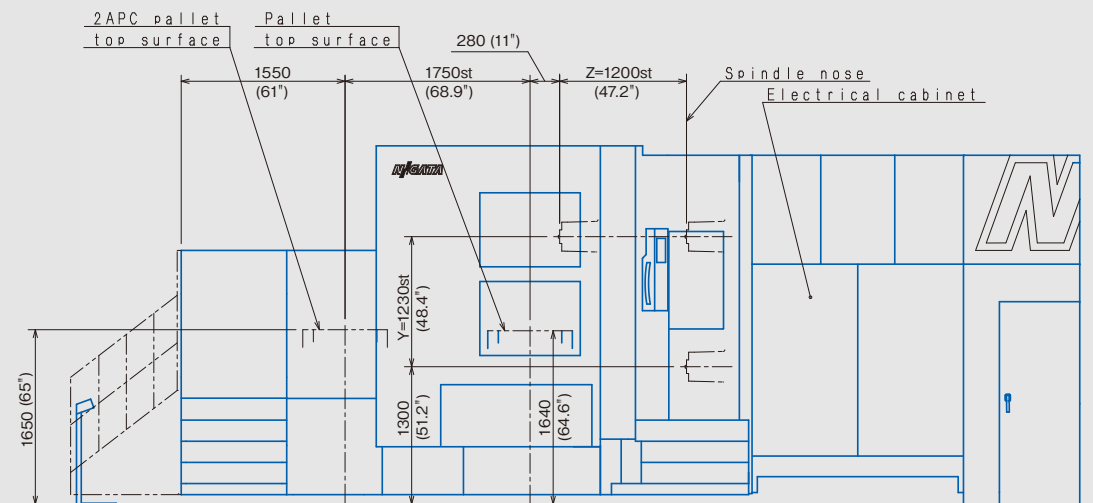 2APC pallet
top surface
Pallet
top surface
280 (11")
1550
(61")
1750st
(68.9")
Z=1200st
(47.2")
Spindle nose
Electrical cabinet
NIIGATA
Y=1230st
(48.4")
1650 (65")
1300
(51.2")
1640
(64.6")
N